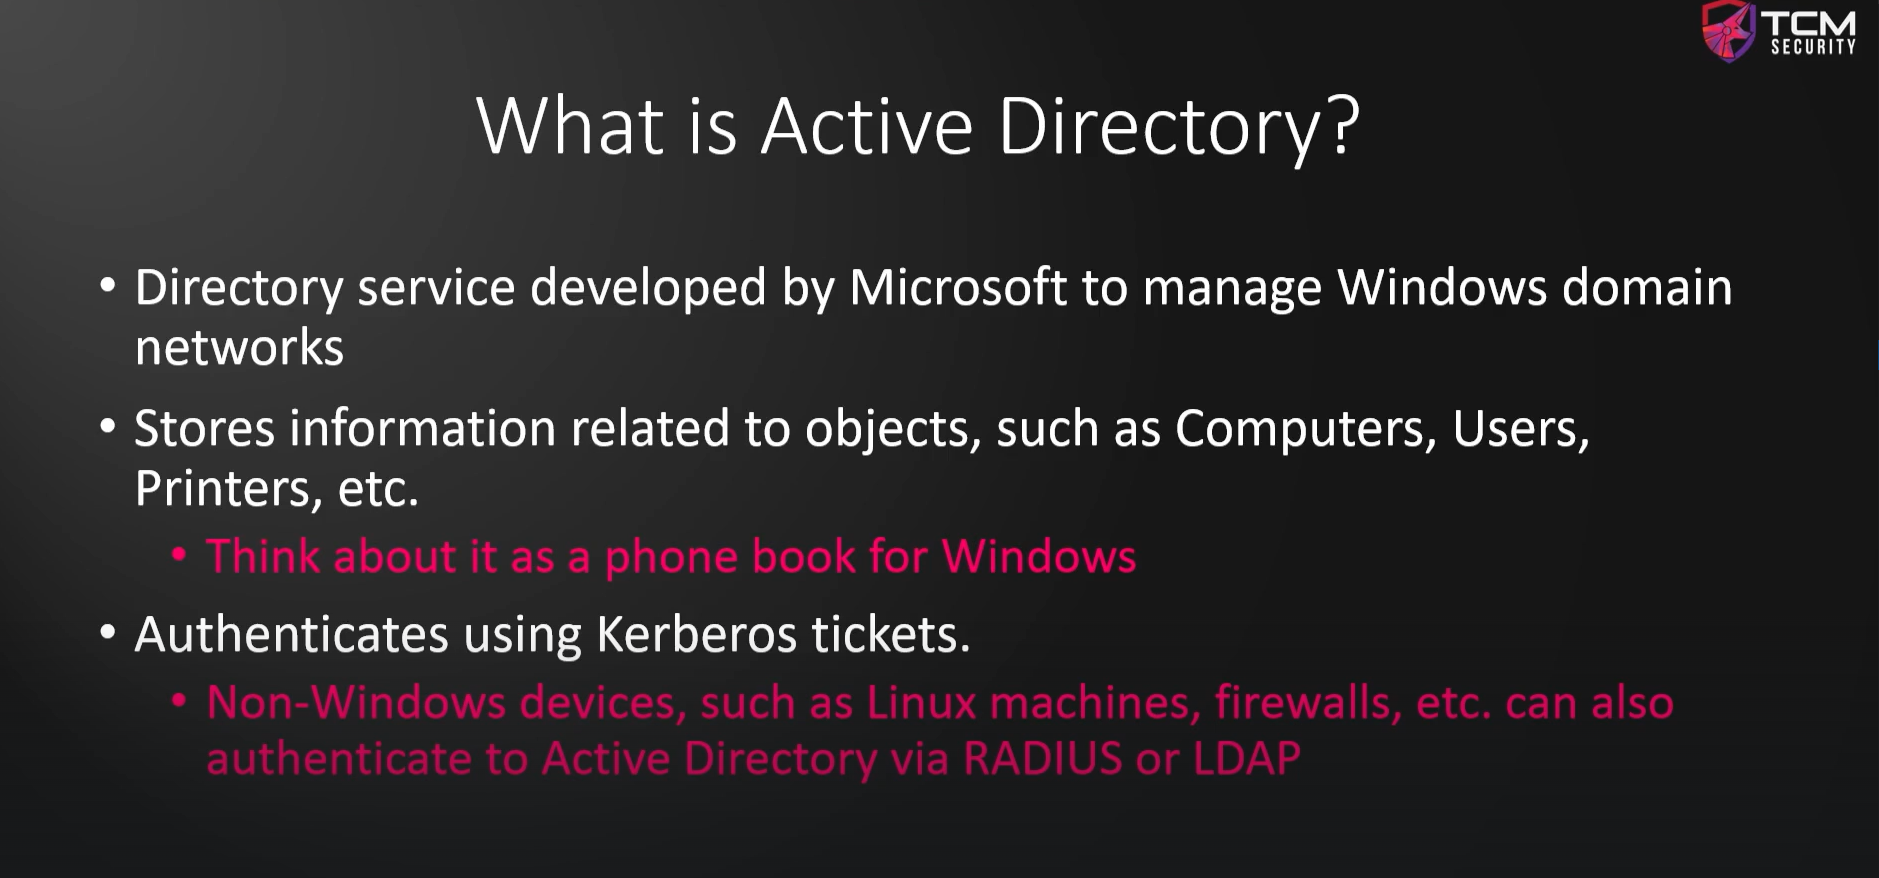 TCM
SECURITY
What is Active Directory?
• Directory service developed by Microsoft to manage Windows domain
networks
• Stores information related to objects, such as Computers, Users,
Printers, etc.
• Think about it as a phone book for Windows
• Authenticates using Kerberos tickets.
• Non-Windows devices, such as Linux machines, firewalls, etc. can also
authenticate to Active Directory via RADIUS or LDAP